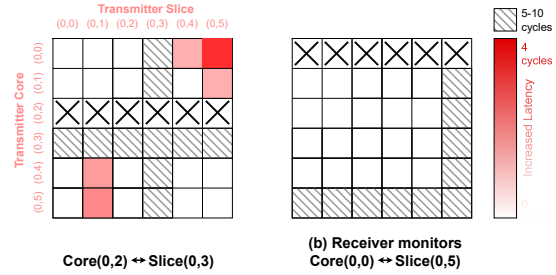 Transmitter Slice
(0,0) (0,1) (0,2) (0,3) (0,4) (0,5)
Transmitter Core
(0,0)
(0,1)
(0,2)
(0,3)
(0,4)
(0,5)
5-10
cycles
4
cycles
Increased Latency
0
Core(0,2) ↔ Slice(0,3)
(b) Receiver monitors
Core(0,0) ↔ Slice(0,5)